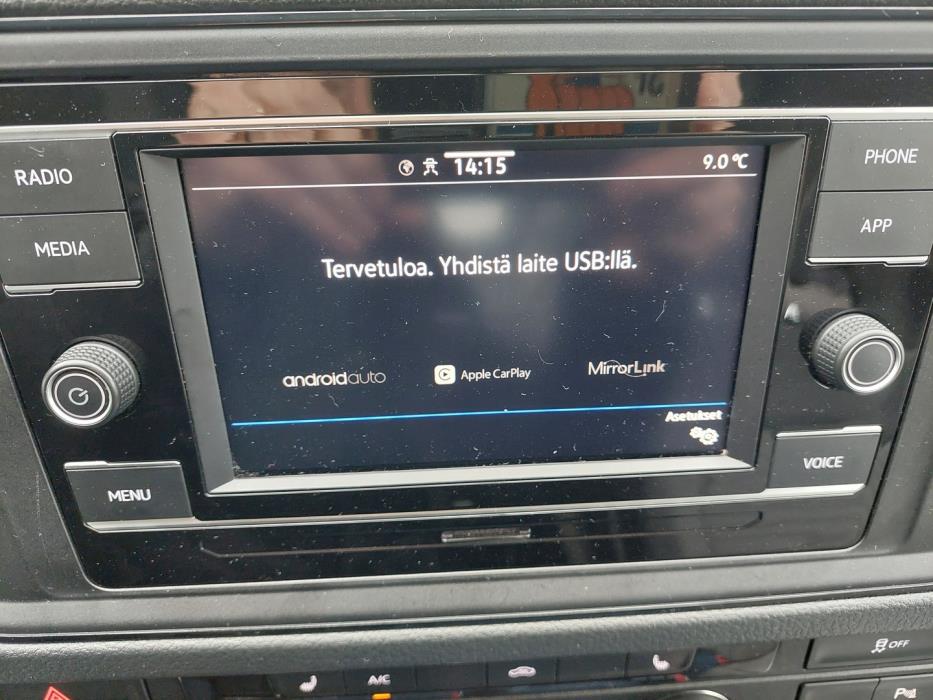 RADIO
MEDIA
MENU
14:15
9.0 °C
Tervetuloa. Yhdistä laite USB:llä.
androidauto
Apple CarPlay
MirrorLink
Asetukset
PHONE
APP
VOICE
A/C
OFF
P